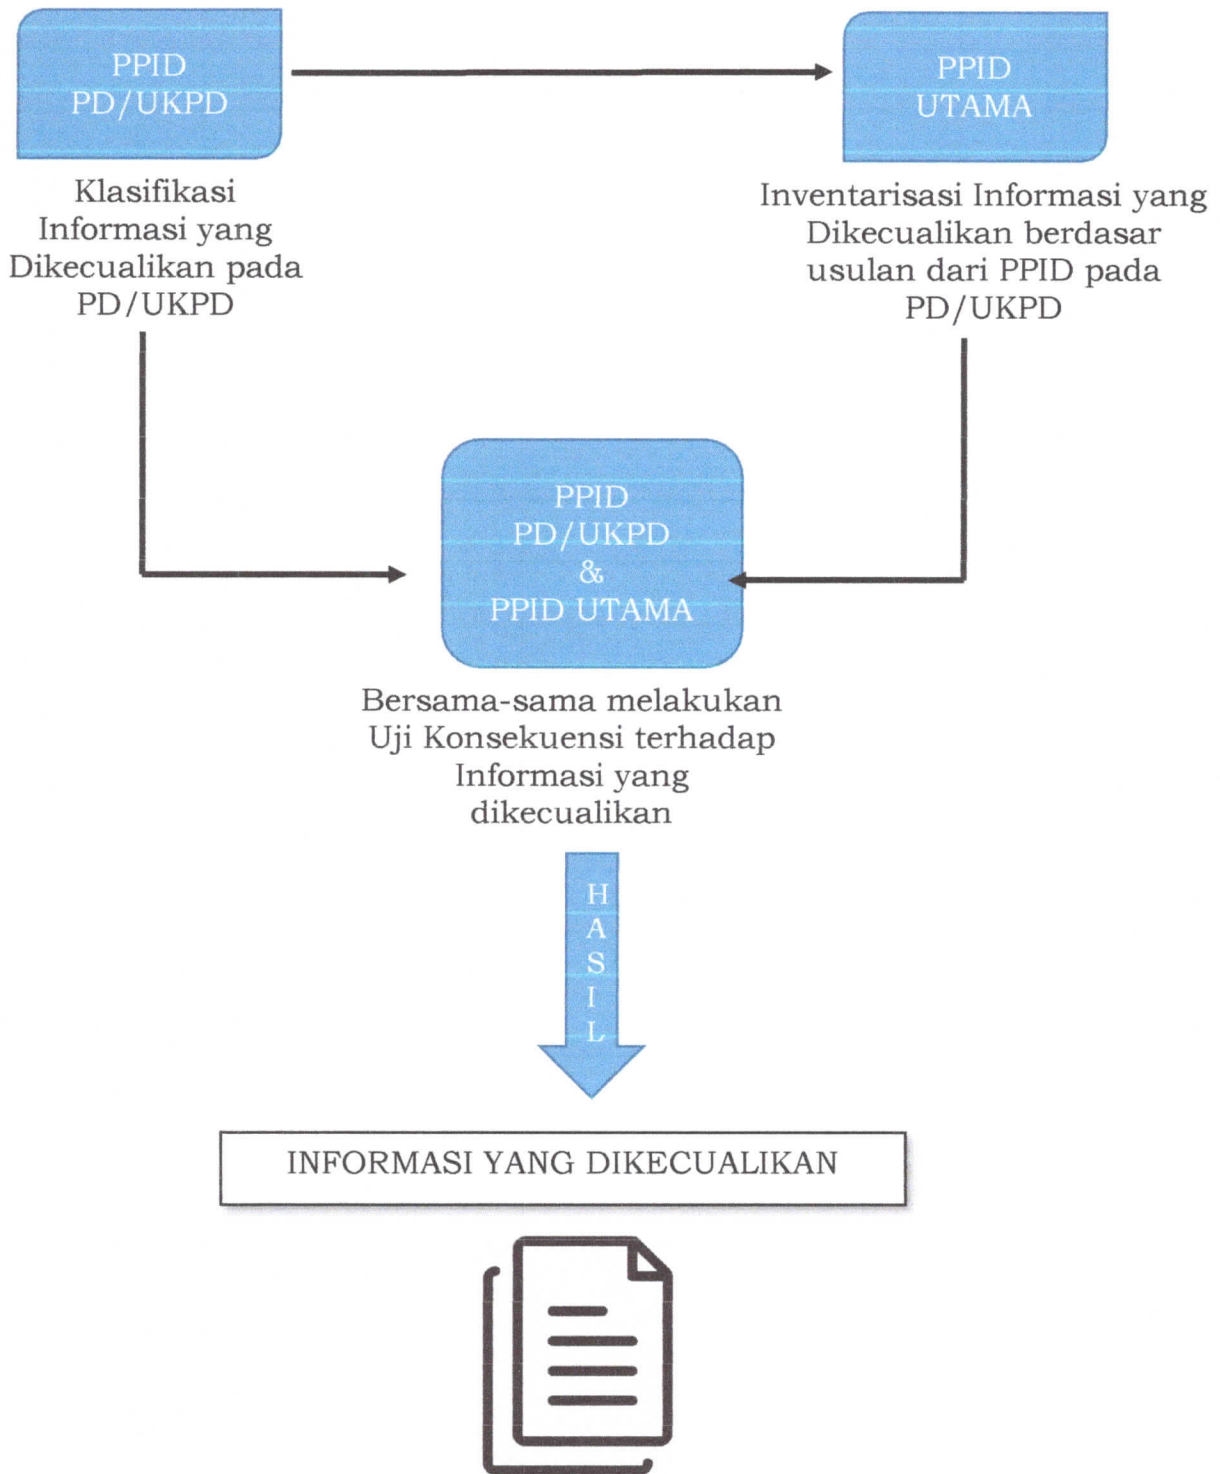 PPID
PD/UKPD
PPID
UTAMA
Klasifikasi
Informasi yang
Dikecualikan pada
PD/UKPD
Inventarisasi Informasi yang
Dikecualikan berdasar
usulan dari PPID pada
PD/UKPD
PPID
PD/UKPD
&
PPID UTAMA
Bersama-sama melakukan
Uji Konsekuensi terhadap
Informasi yang
dikecualikan
H
A
S
I
L
INFORMASI YANG DIKECUALIKAN